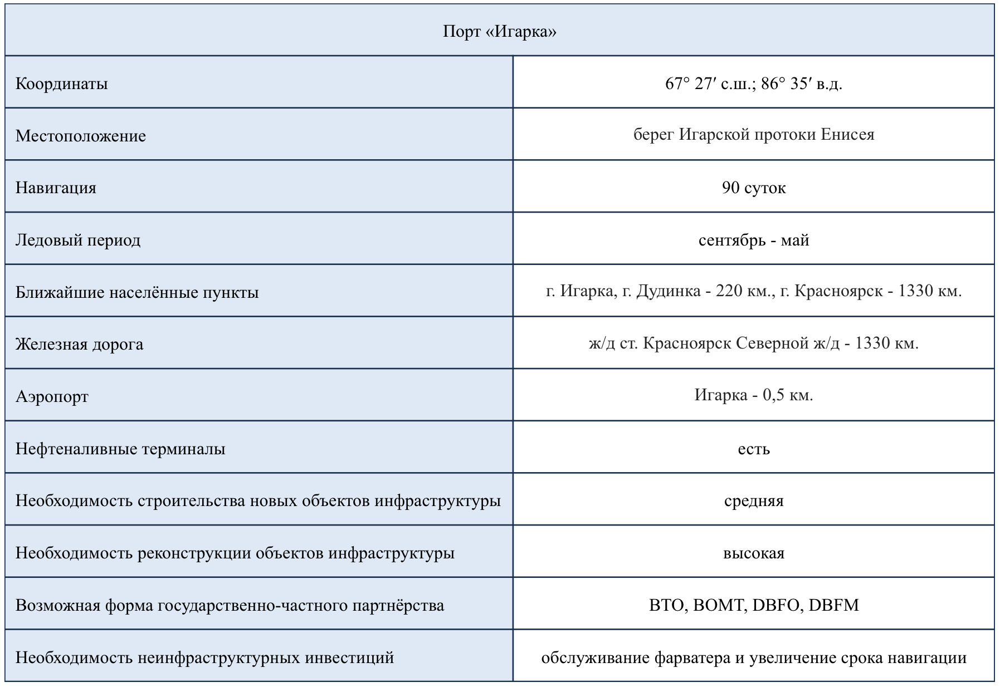 Порт «Игарка»
Координаты
67° 27′ с.ш.; 86° 35′ в.д.
Местоположение
берег Игарской протоки Енисея
Навигация
90 суток
Ледовый период
сентябрь - май
Ближайшие населённые пункты
г. Игарка, г. Дудинка - 220 км., г. Красноярск - 1330 км.
Железная дорога
ж/д ст. Красноярск Северной ж/д - 1330 км.
Аэропорт
Игарка - 0,5 км.
Нефтеналивные терминалы
есть
Необходимость строительства новых объектов инфраструктуры
средняя
Необходимость реконструкции объектов инфраструктуры
высокая
Возможная форма государственно-частного партнёрства
BTO, BOMT, DBFO, DBFM
Необходимость неинфраструктурных инвестиций
обслуживание фарватера и увеличение срока навигации